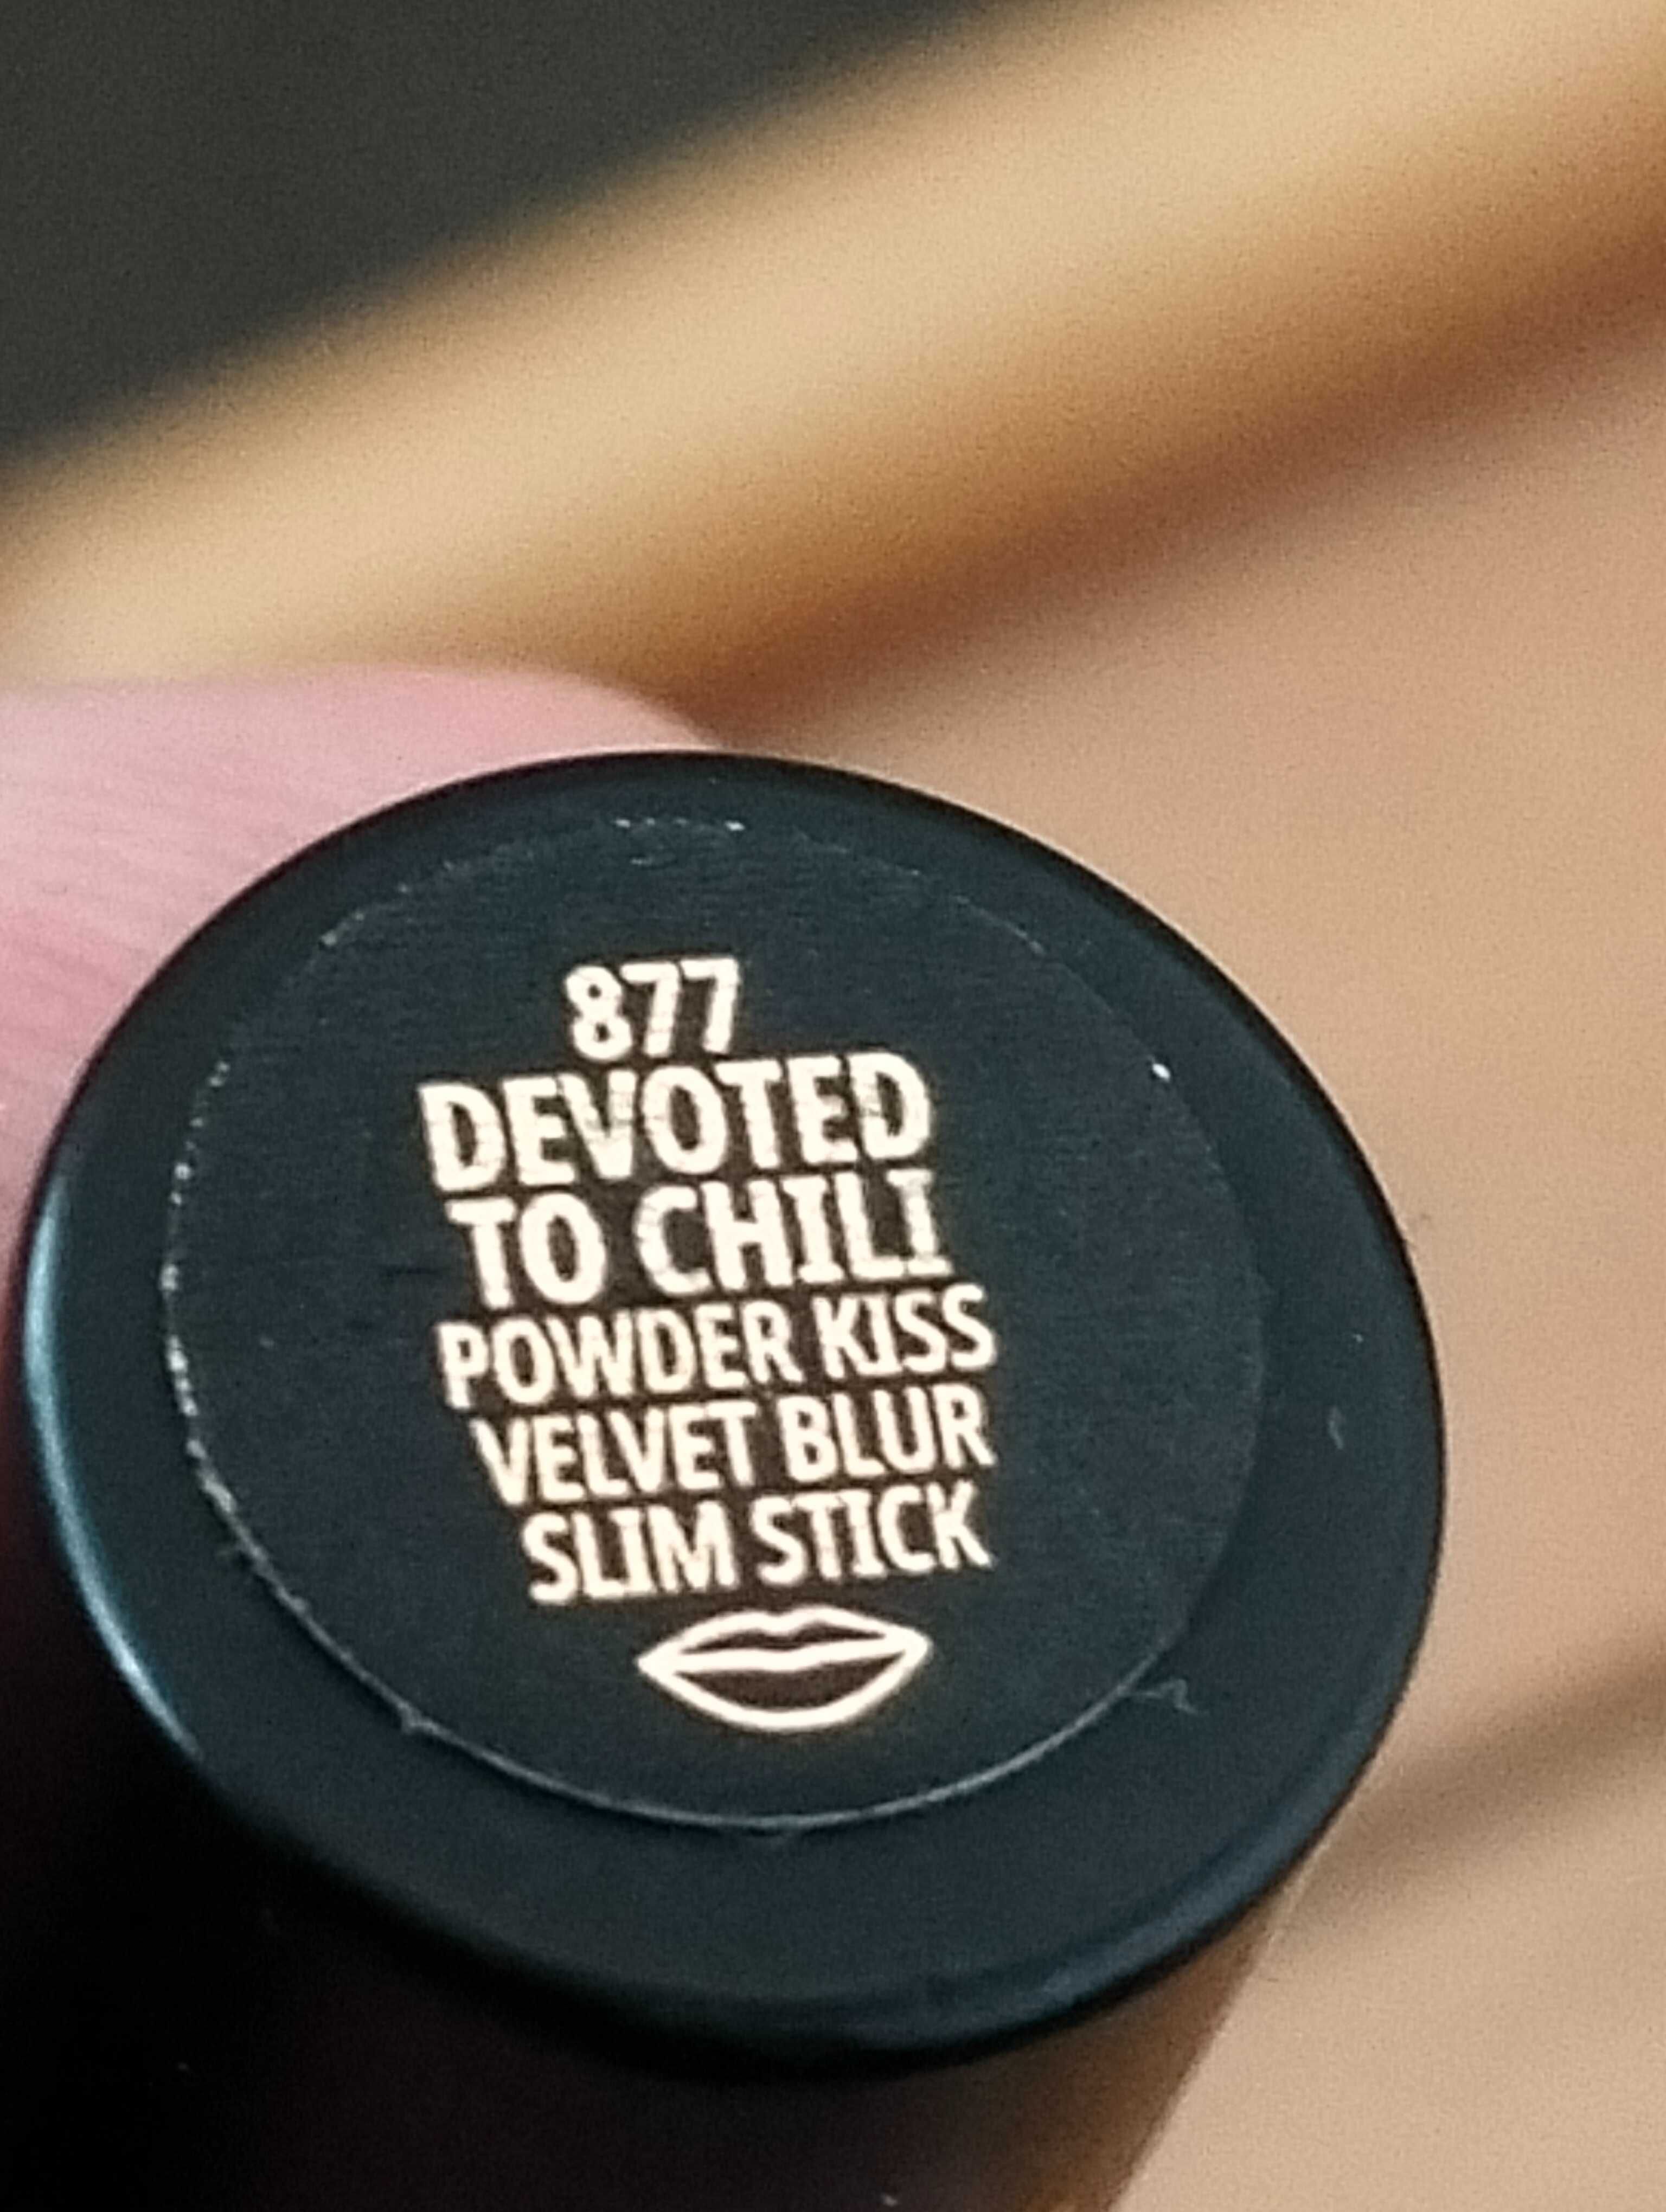 877
DEVOTED
TO CHILI
POWDER KISS
VELVET BLUR
SLIM STICK